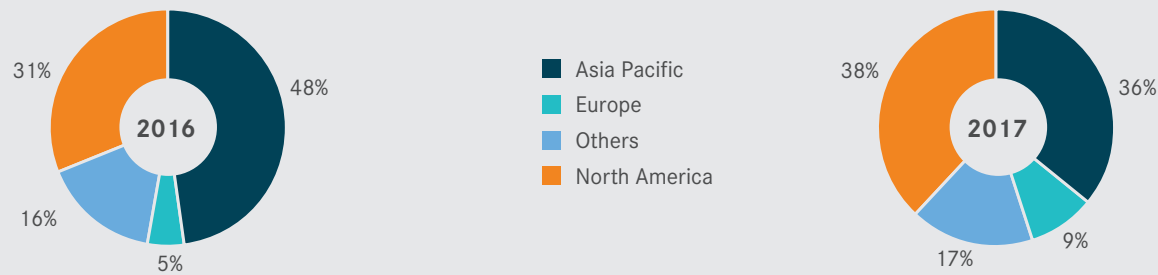 31%
48%
2016
16%
5%
Asia Pacific
Europe
Others
North America
38%
36%
2017
17%
9%